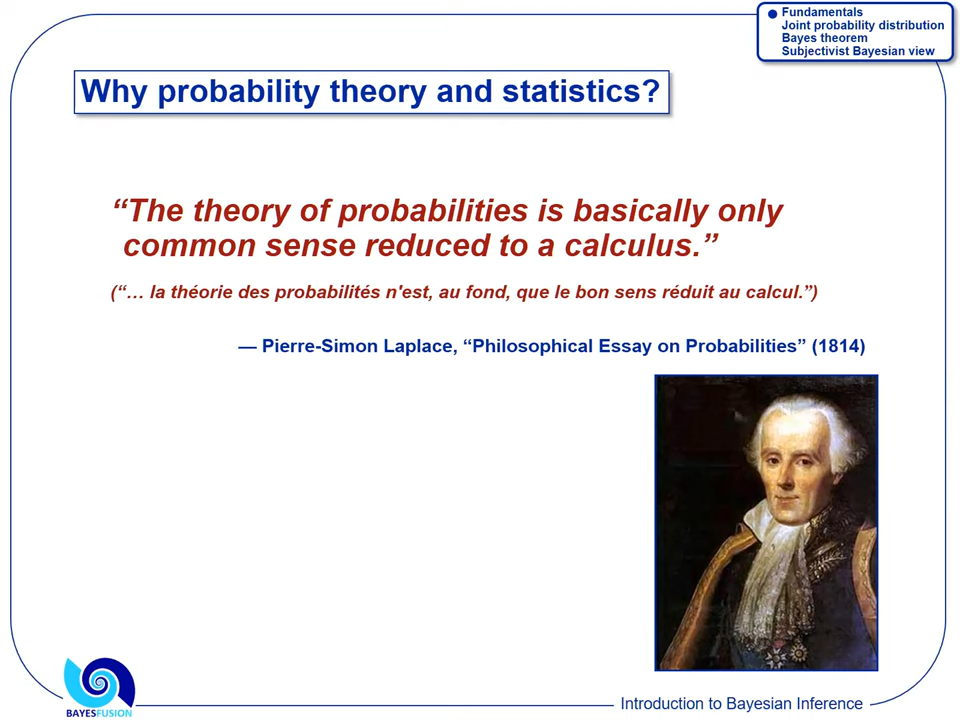 Fundamentals
Joint probability distribution
Bayes theorem
Subjectivist Bayesian view
Why probability theory and statistics?
“The theory of probabilities is basically only
common sense reduced to a calculus.”
(“… la théorie des probabilités n'est, au fond, que le bon sens réduit au calcul.”)
— Pierre-Simon Laplace, “Philosophical Essay on Probabilities” (1814)
BAYESFUSION
Introduction to Bayesian Inference